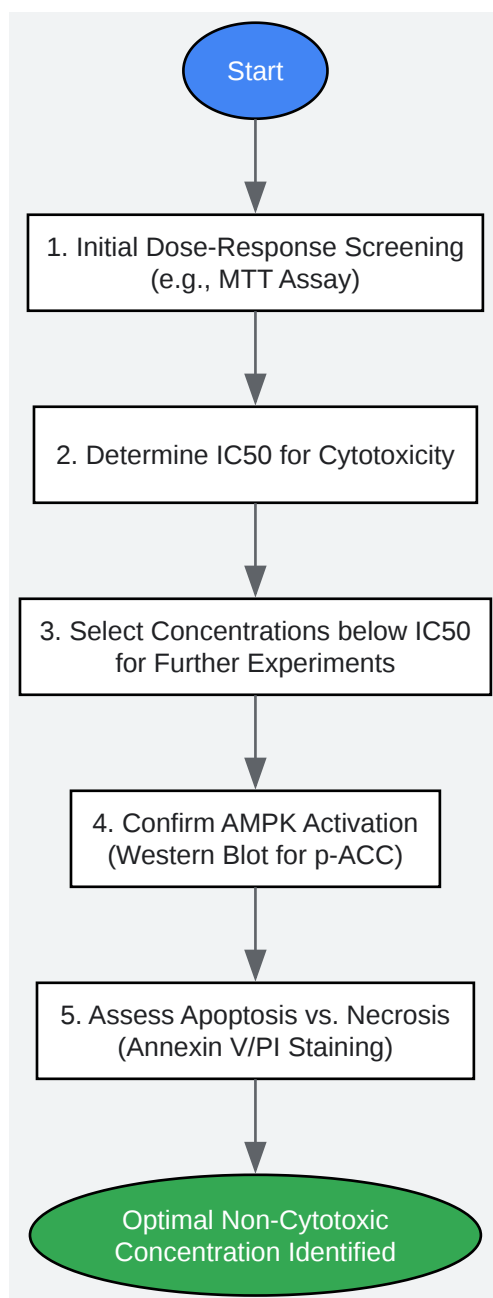 Start
1. Initial Dose-Response Screening
(e.g., MTT Assay)
2. Determine IC50 for Cytotoxicity
3. Select Concentrations below IC50
for Further Experiments
4. Confirm AMPK Activation
(Western Blot for p-ACC)
5. Assess Apoptosis vs. Necrosis
(Annexin V/PI Staining)
Optimal Non-Cytotoxic
Concentration Identified